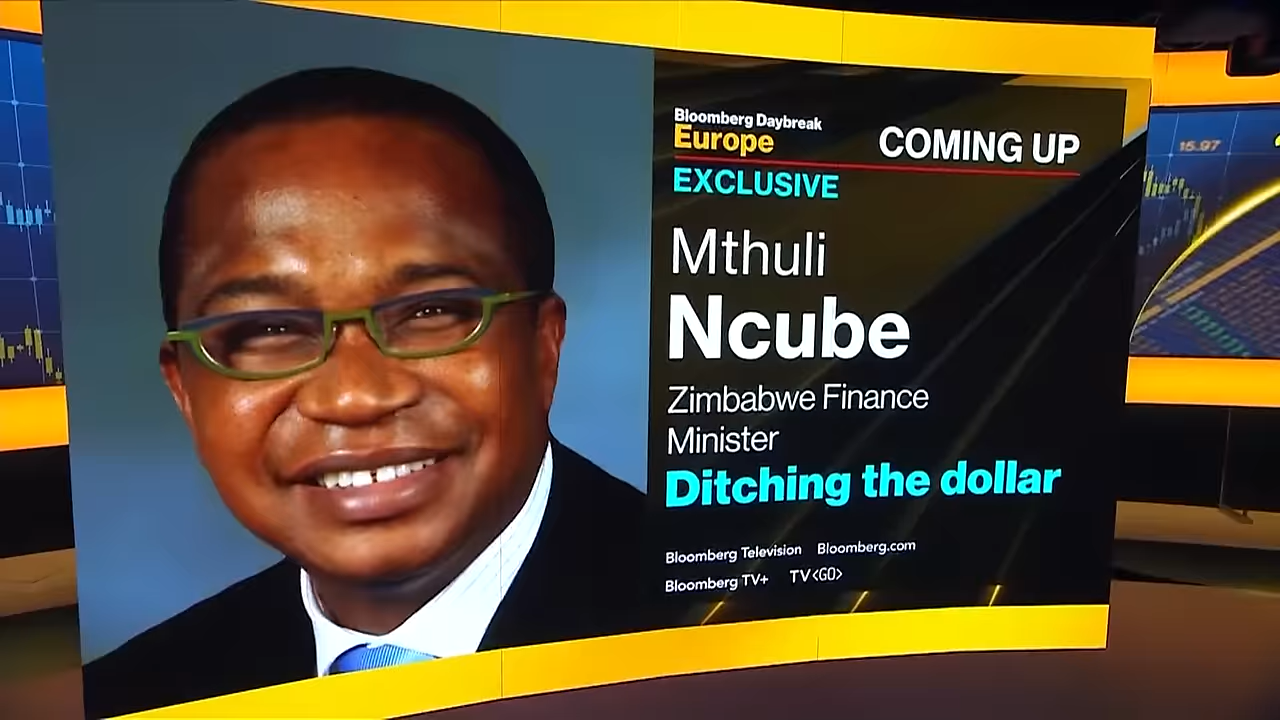 Bloomberg Daybreak
Europe
COMING UP
EXCLUSIVE
Mthuli
Ncube
Zimbabwe Finance
Minister
Ditching the dollar
Bloomberg Television Bloomberg.com
Bloomberg TV+ TV<GO>
15.97